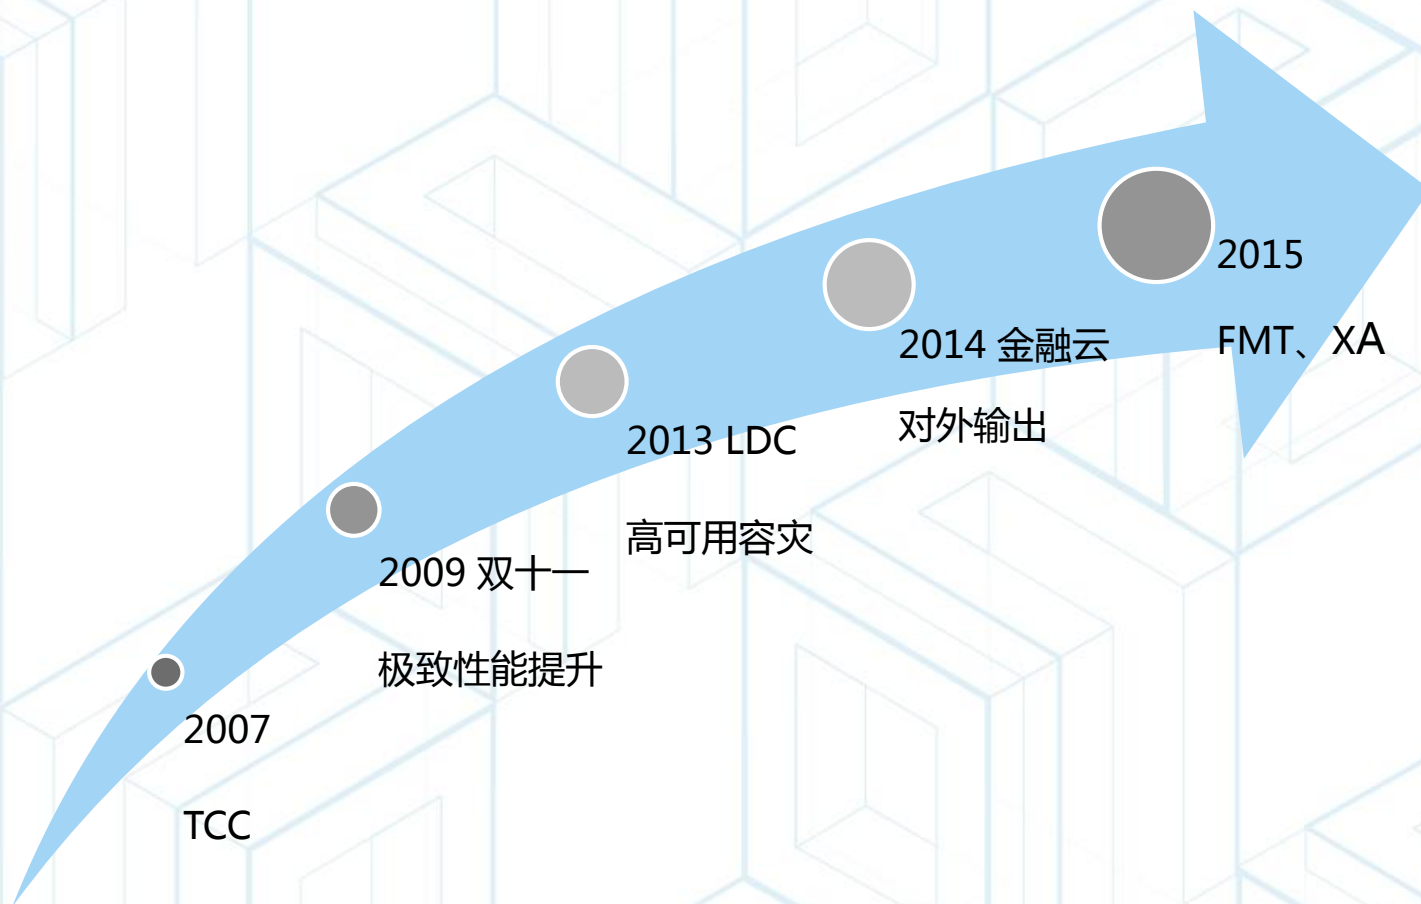 2007
TCC
2009 双十一
极致性能提升
2013 LDC
高可用容灾
2014 金融云
对外输出
2015
FMT、XA